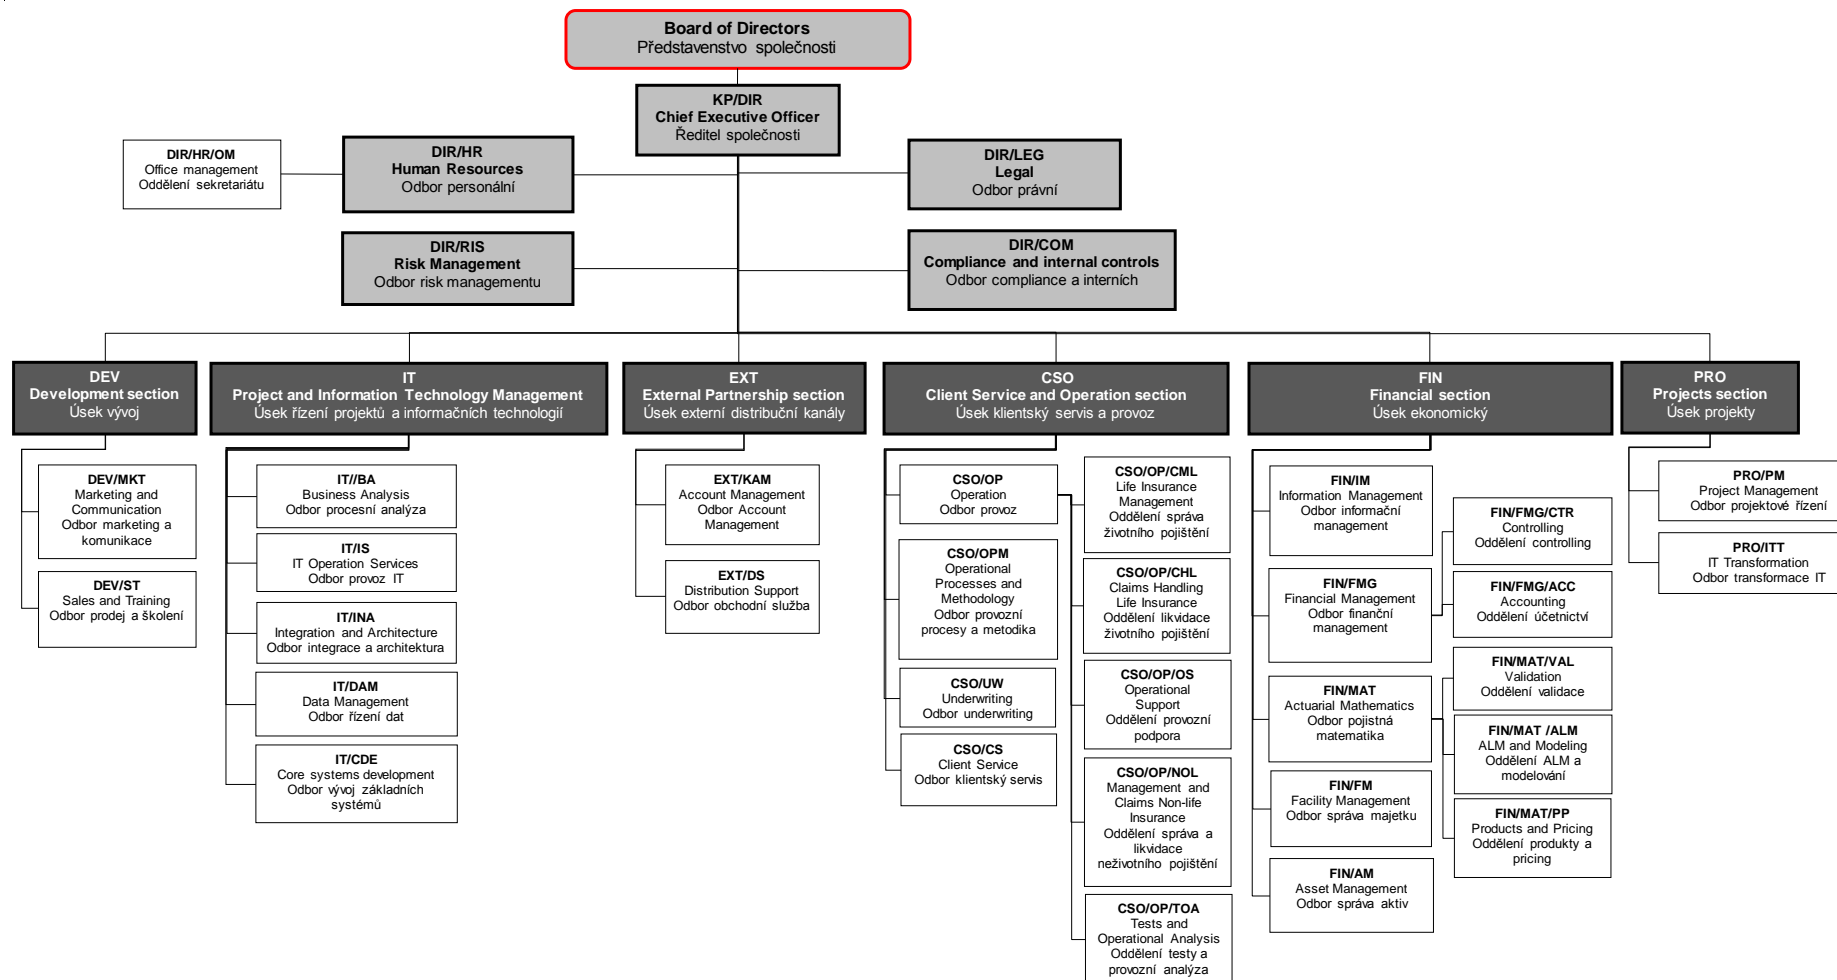 Board of Directors
Představenstvo společnosti
KP/DIR
Chief Executive Officer
Ředitel společnosti
DIR/HR/OM
Office management
Oddělení sekretariátu
DIR/HR
Human Resources
Odbor personální
DIR/LEG
Legal
Odbor právní
DIR/RIS
Risk Management
Odbor risk managementu
DIR/COM
Compliance and internal controls
Odbor compliance a interních
DEV
Development section
Úsek vývoj
IT
Project and Information Technology Management
Úsek řízení projektů a informačních technologií
EXT
External Partnership section
Úsek externí distribuční kanály
CSO
Client Service and Operation section
Úsek klientský servis a provoz
FIN
Financial section
Úsek ekonomický
PRO
Projects section
Úsek projekty
DEV/MKT
Marketing and
Communication
Odbor marketing a
komunikace
DEV/ST
Sales and Training
Odbor prodej a školení
IT//BA
Business Analysis
Odbor procesní analýza
IT/IS
IT Operation Services
Odbor provoz IT
IT/INA
Integration and Architecture
Odbor integrace a architektura
IT/DAM
Data Management
Odbor řízení dat
IT/CDE
Core systems development
Odbor vývoj základních
systémů
EXT/KAM
Account Management
Odbor Account
Management
EXT/DS
Distribution Support
Odbor obchodní služba
CSO/OP
Operation
Odbor provoz
CSO/OPM
Operational
Processes and
Methodology
Odbor provozní
procesy a metodika
CSO/UW
Underwriting
Odbor underwriting
CSO/CS
Client Service
Odbor klientský servis
CSO/OP/CML
Life Insurance
Management
Oddělení správa
životního pojištění
CSO/OP/CHL
Claims Handling
Life Insurance
Oddělení likvidace
životního pojištění
CSO/OP/OS
Operational
Support
Oddělení provozní
podpora
CSO/OP/NOL
Management and
Claims Non-life
Insurance
Oddělení správa a
likvidace
neživotního pojištění
CSO/OP/TOA
Tests and
Operational Analysis
Oddělení testy a
provozní analýza
FIN/IM
Information Management
Odbor informační
management
FIN/FMG
Financial Management
Odbor finanční
management
FIN/MAT
Actuarial Mathematics
Odbor pojistná
matematika
FIN/FM
Facility Management
Odbor správa majetku
FIN/AM
Asset Management
Odbor správa aktiv
FIN/FMG/CTR
Controlling
Oddělení controlling
FIN/FMG/ACC
Accounting
Oddělení účetnictví
FIN/MAT/VAL
Validation
Oddělení validace
FIN/MAT /ALM
ALM and Modeling
Oddělení ALM a
modelování
FIN/MAT/PP
Products and Pricing
Oddělení produkty a
pricing
PRO/PM
Project Management
Odbor projektové řízení
PRO/ITT
IT Transformation
Odbor transformace IT